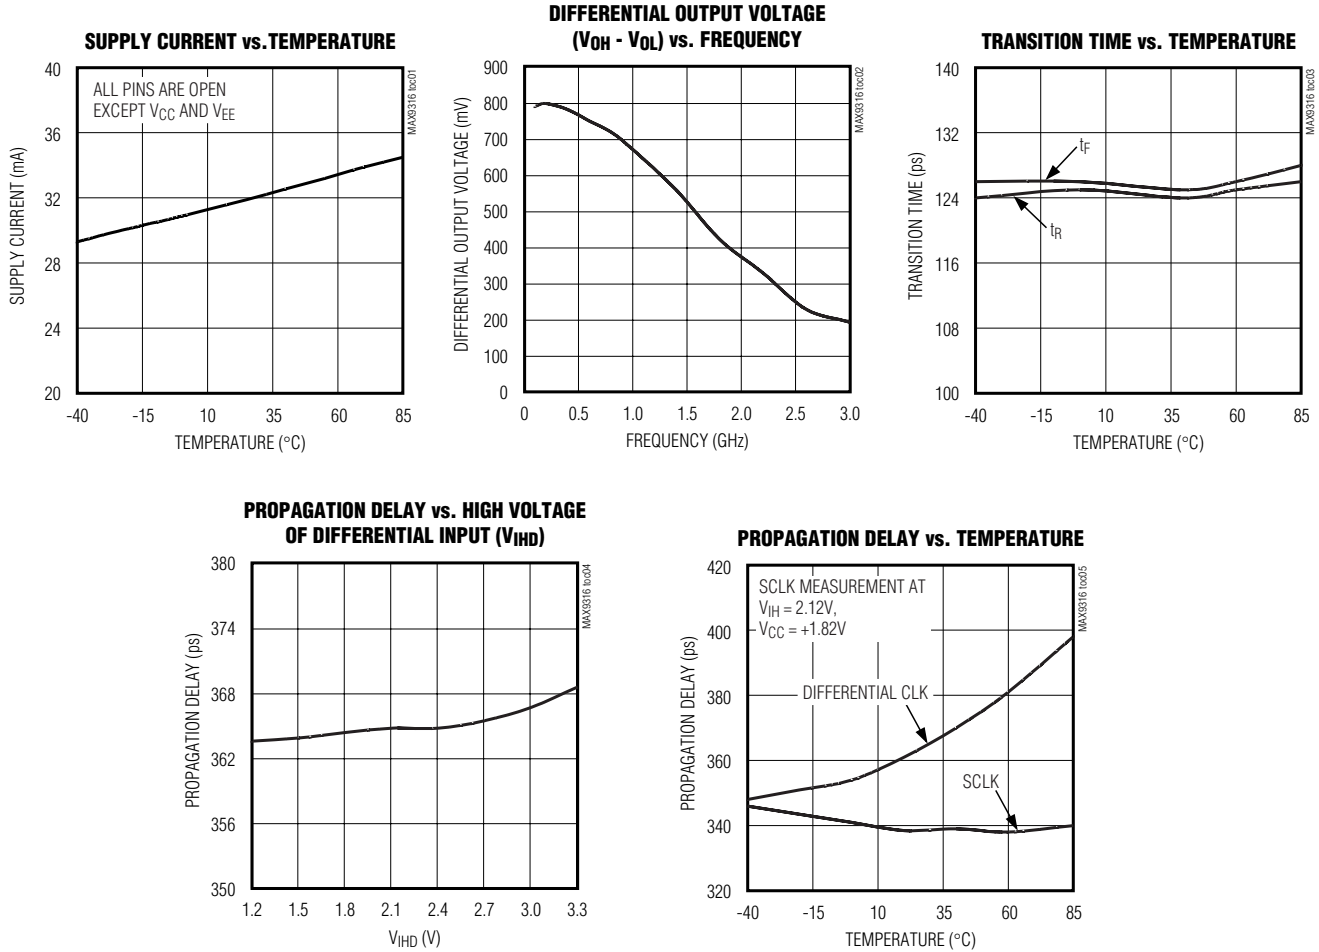 SUPPLY CURRENT vs.TEMPERATURE
40
36
32
28
24
20
SUPPLY CURRENT (mA)
ALL PINS ARE OPEN
EXCEPT VCC AND VEE
MAX9316 toc01
-40 -15 10 35 60 85
TEMPERATURE (°C)
DIFFERENTIAL OUTPUT VOLTAGE
(VOH - VOL) vs. FREQUENCY
900
800
700
600
500
400
300
200
100
0
DIFFERENTIAL OUTPUT VOLTAGE (mV)
MAX9316 toc02
0 0.5 1.0 1.5 2.0 2.5 3.0
FREQUENCY (GHz)
TRANSITION TIME vs. TEMPERATURE
140
132
124
116
108
100
TRANSITION TIME (ps)
tF
tR
MAX9316 toc03
-40 -15 10 35 60 85
TEMPERATURE (°C)
PROPAGATION DELAY vs. HIGH VOLTAGE
OF DIFFERENTIAL INPUT (VIHD)
380
374
368
362
356
350
PROPAGATION DELAY (ps)
MAX9316 toc04
1.2 1.5 1.8 2.1 2.4 2.7 3.0 3.3
VIHD (V)
PROPAGATION DELAY vs. TEMPERATURE
420
400
380
360
340
320
PROPAGATION DELAY (ps)
SCLK MEASUREMENT AT
VIH = 2.12V,
VCC = +1.82V
DIFFERENTIAL CLK
SCLK
MAX9316 toc05
-40 -15 10 35 60 85
TEMPERATURE (°C)